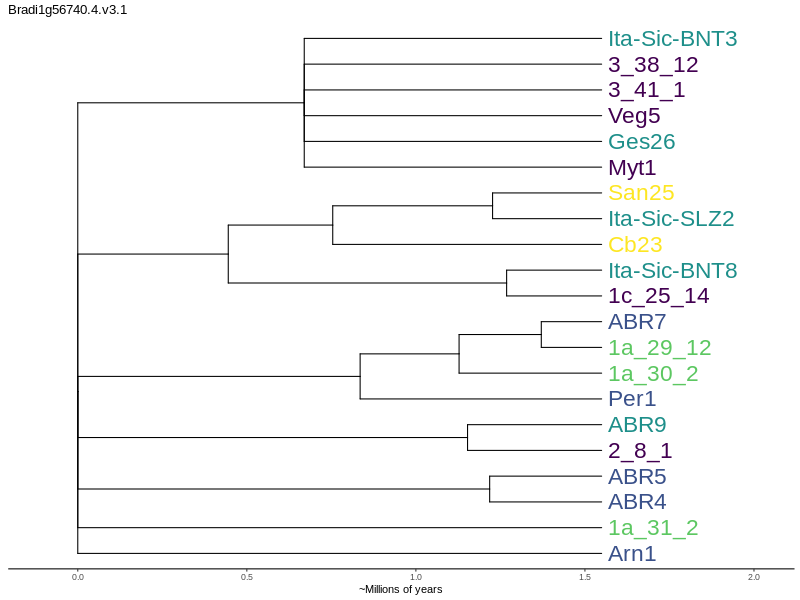 Bradi1g56740.4.v3.1
Ita-Sic-BNT3
3_38_12
3_41_1
Veg5
Ges26
Myt1
San25
Ita-Sic-SLZ2
Cb23
Ita-Sic-BNT8
1c_25_14
ABR7
1a_29_12
1a_30_2
Per1
ABR9
2_8_1
ABR5
ABR4
1a_31_2
Arn1
0.0 0.5 1.0 1.5 2.0
~Millions of years